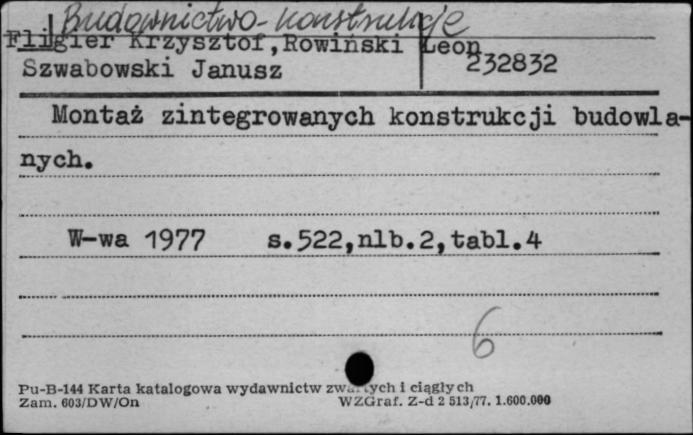 Budownictwo-konstrukcje
Fligier Krzysztof,Rowiński Leon
Szwabowski Janusz 232832
Montaż zintegrowanych konstrukcji budowla-
nych.
W-wa 1977 s.522,nlb.2,tabl.4
6
Pu-B-144 Karta katalogowa wydawnictw i ciągłych
Zam. 603/DW/On WZGraf. Z-d 2 513/77. 1.600.000